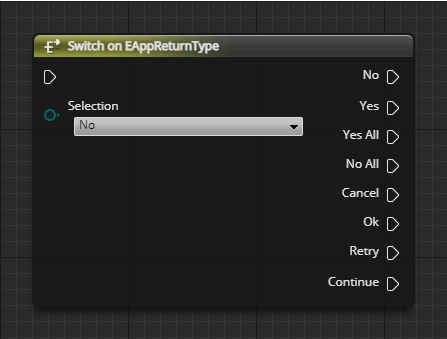 Switch on EAppReturnType
No
Selection
No
Yes
Yes All
No All
Cancel
Ok
Retry
Continue